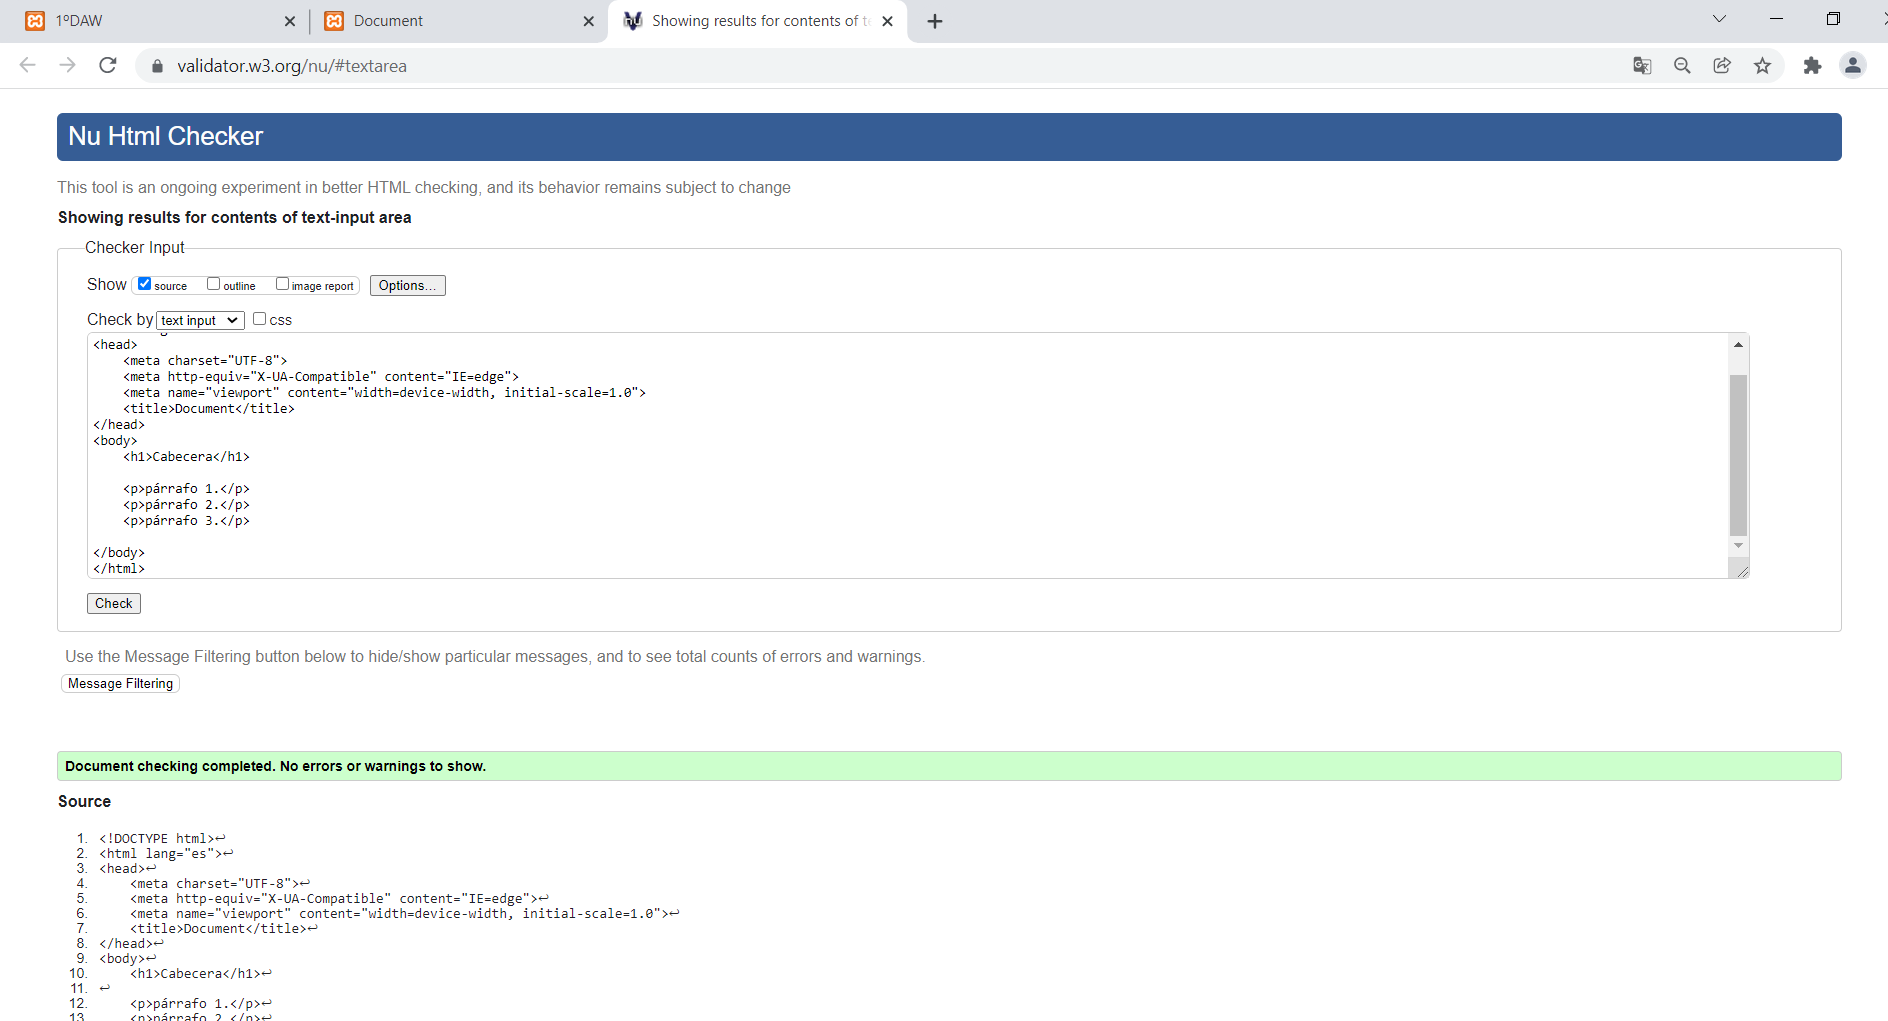 1ºDAW
Document
Showing results for contents of te
validator.w3.org/nu/#textarea
Nu Html Checker
This tool is an ongoing experiment in better HTML checking, and its behavior remains subject to change
Showing results for contents of text-input area
Checker Input
Show source outline image report Options...
Check by text input css
<head>
<meta charset="UTF-8">
<meta http-equiv="X-UA-Compatible" content="IE=edge">
<meta name="viewport" content="width=device-width, initial-scale=1.0">
<title>Document</title>
</head>
<body>
<h1>Cabecera</h1>
<p>párrafo 1.</p>
<p>párrafo 2.</p>
<p>párrafo 3.</p>
</body>
</html>
Check
Use the Message Filtering button below to hide/show particular messages, and to see total counts of errors and warnings.
Message Filtering
Document checking completed. No errors or warnings to show.
Source
1. <!DOCTYPE html>↩
2. <html lang="es">↩
3. <head>↩
4. <meta charset="UTF-8">↩
5. <meta http-equiv="X-UA-Compatible" content="IE=edge">↩
6. <meta name="viewport" content="width=device-width, initial-scale=1.0">↩
7. <title>Document</title>↩
8. </head>↩
9. <body>↩
10. <h1>Cabecera</h1>↩
11. ↩
12. <p>párrafo 1.</p>↩
13. <p>párrafo 2.</p>↩